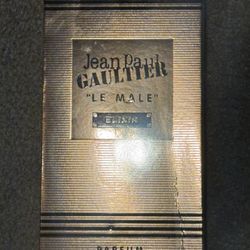 Jean Paul
GAULTIER
"LE MALE"
ELIXIR
PARFUM